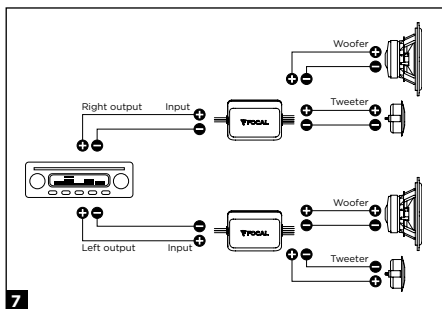 Woofer
Tweeter
Right output Input
FOCAL
Woofer
FOCAL
Left output Input
Tweeter
7